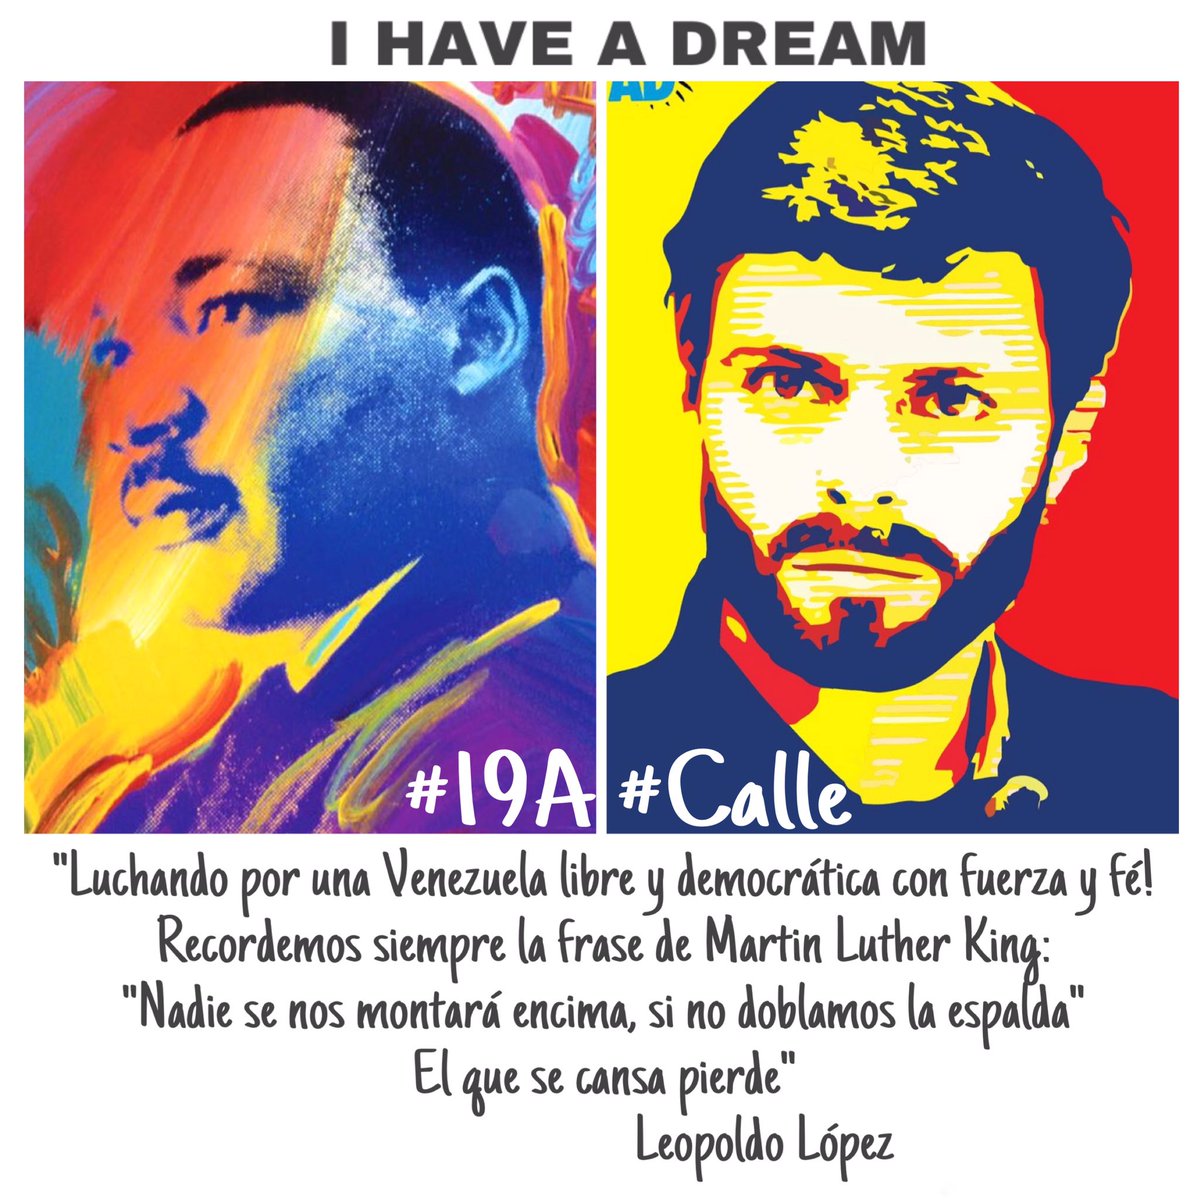 I HAVE A DREAM
AD
#19A #Calle
"Luchando por una Venezuela libre y democrática con fuerza y fé!
Recordemos siempre la frase de Martin Luther King:
"Nadie se nos montará encima, si no doblamos la espalda"
El que se cansa pierde"
Leopoldo López